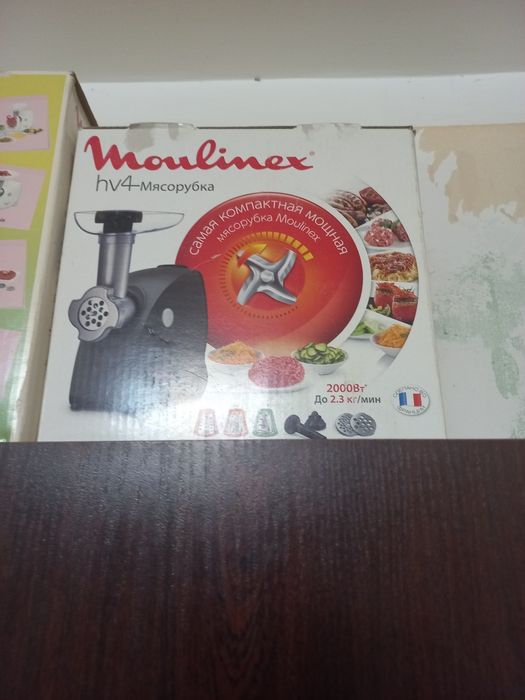 Moulinex
hv4-Мясорубка
самая компактная мощная
мясорубка Moulinex
2000Вт*
До 2.3 кг/мин